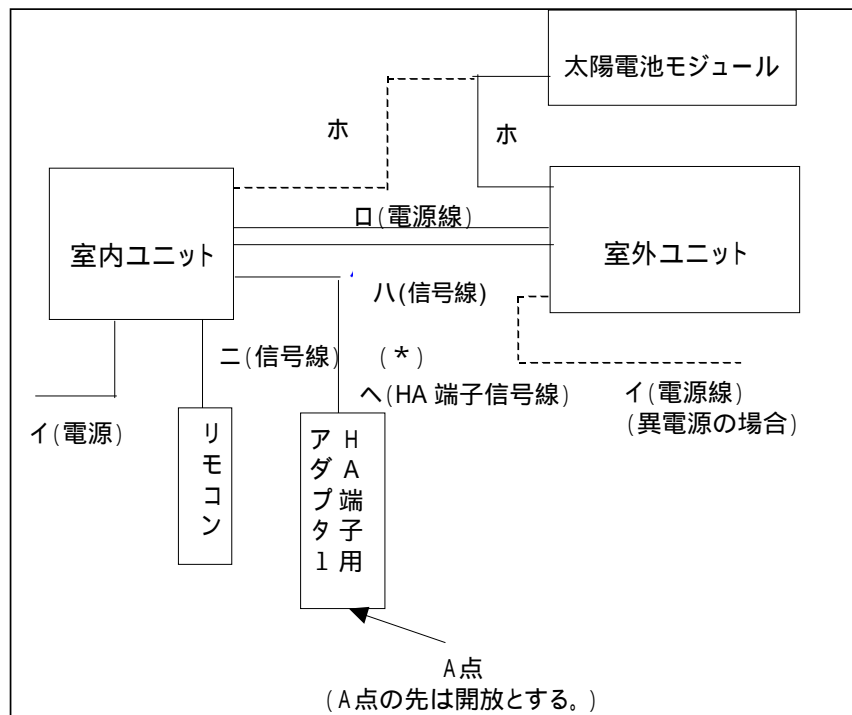 太陽電池モジュール
ホ
ホ
ロ(電源線)
室内ユニット
室外ユニット
ハ(信号線)
ニ(信号線)
(*)
ヘ(HA 端子信号線)
イ(電源線)
(異電源の場合)
イ(電源)
リモコン
HA端子用
アダプタ1
A点
(A点の先は開放とする。)